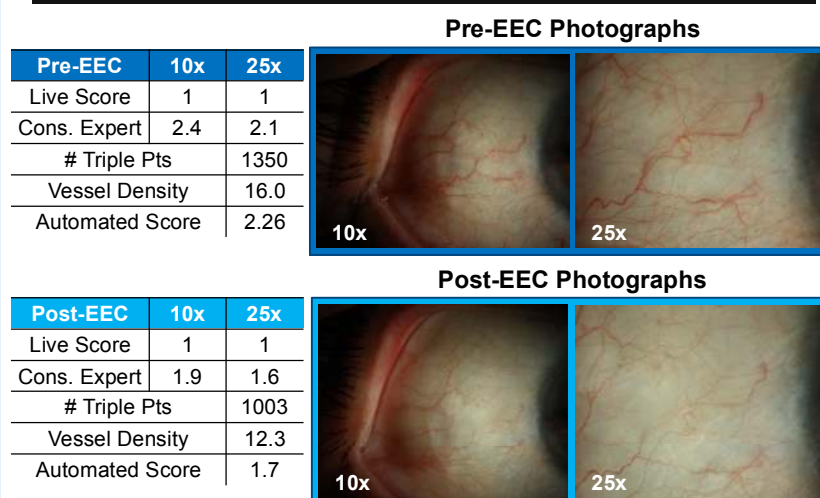 Pre-EEC Photographs
Pre-EEC 10x 25x
Live Score 1 1
Cons. Expert 2.4 2.1
# Triple Pts 1350
Vessel Density 16.0
Automated Score 2.26
10x 25x
Post-EEC Photographs
Post-EEC 10x 25x
Live Score 1 1
Cons. Expert 1.9 1.6
# Triple Pts 1003
Vessel Density 12.3
Automated Score 1.7
10x 25x